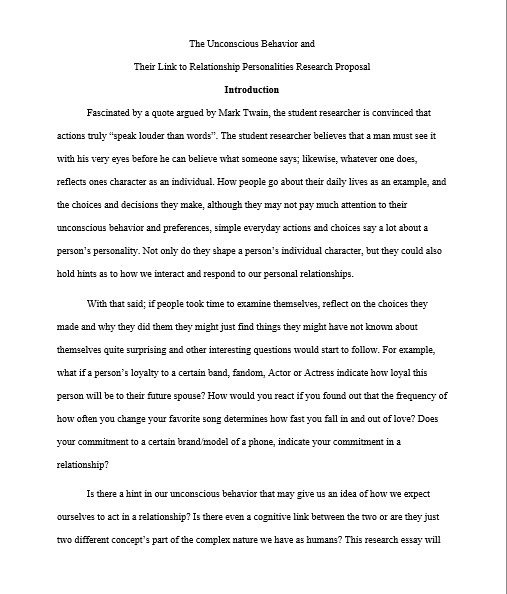 The Unconscious Behavior and
Their Link to Relationship Personalities Research Proposal
Introduction
Fascinated by a quote argued by Mark Twain, the student researcher is convinced that
actions truly “speak louder than words”. The student researcher believes that a man must see it
with his very eyes before he can believe what someone says; likewise, whatever one does,
reflects ones character as an individual. How people go about their daily lives as an example, and
the choices and decisions they make, although they may not pay much attention to their
unconscious behavior and preferences, simple everyday actions and choices say a lot about a
person’s personality. Not only do they shape a person’s individual character, but they could also
hold hints as to how we interact and respond to our personal relationships.
With that said; if people took time to examine themselves, reflect on the choices they
made and why they did them they might just find things they might have not known about
themselves quite surprising and other interesting questions would start to follow. For example,
what if a person’s loyalty to a certain band, fandom, Actor or Actress indicate how loyal this
person will be to their future spouse? How would you react if you found out that the frequency of
how often you change your favorite song determines how fast you fall in and out of love? Does
your commitment to a certain brand/model of a phone, indicate your commitment in a
relationship?
Is there a hint in our unconscious behavior that may give us an idea of how we expect
ourselves to act in a relationship? Is there even a cognitive link between the two or are they just
two different concept’s part of the complex nature we have as humans? This research essay will